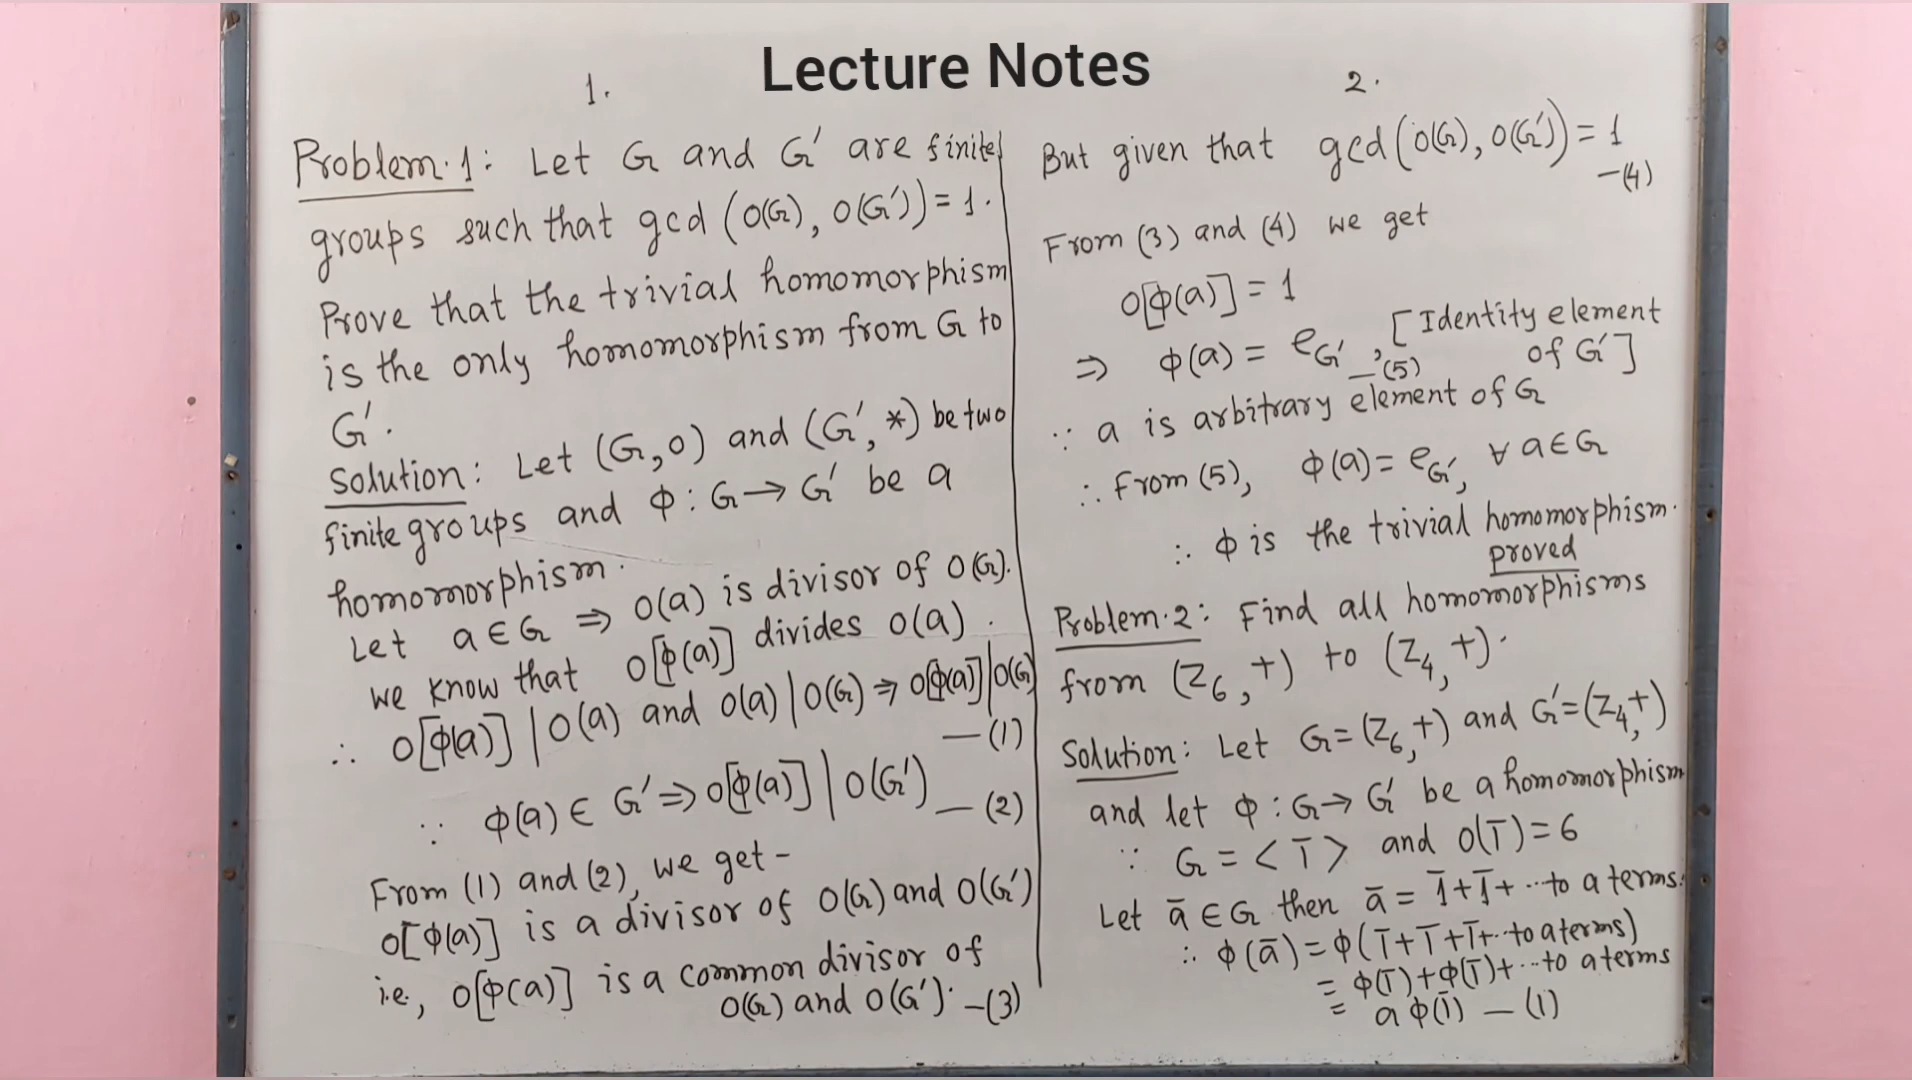 Lecture Notes
1.
Problem.1: Let G and G' are finite
groups such that gcd (O(G), O(G')) = 1.
Prove that the trivial homomorphism
is the only homomorphism from G to
G'.
Solution: Let (G, o) and (G', *) be two
finite groups and ϕ : G → G' be a
homomorphism.
Let a ∈ G ⇒ O(a) is divisor of O(G).
we know that O[ϕ(a)] divides O(a).
∴ O[ϕ(a)] | O(a) and O(a) | O(G) ⇒ O[ϕ(a)] | O(G)
—(1)
∵ ϕ(a) ∈ G' ⇒ O[ϕ(a)] | O(G') —(2)
From (1) and (2), we get -
O[ϕ(a)] is a divisor of O(G) and O(G')
i.e., O[ϕ(a)] is a common divisor of
O(G) and O(G'). —(3)
2.
But given that gcd (O(G), O(G')) = 1
—(4)
From (3) and (4) we get
O[ϕ(a)] = 1
⇒ ϕ(a) = e_G', [Identity element
—(5) of G']
∵ a is arbitrary element of G
∴ From (5), ϕ(a) = e_G', ∀ a ∈ G
∴ ϕ is the trivial homomorphism.
proved
Problem.2: Find all homomorphisms
from (Z₆, +) to (Z₄, +).
Solution: Let G = (Z₆, +) and G' = (Z₄, +)
and let ϕ : G → G' be a homomorphism
∵ G = < 1̄ > and O(1̄) = 6
Let ā ∈ G then ā = 1̄ + 1̄ + ... to a terms.
∴ ϕ(ā) = ϕ(1̄ + 1̄ + 1̄ + .. to a terms)
= ϕ(1̄) + ϕ(1̄) + ... to a terms
= a ϕ(1̄) —(1)